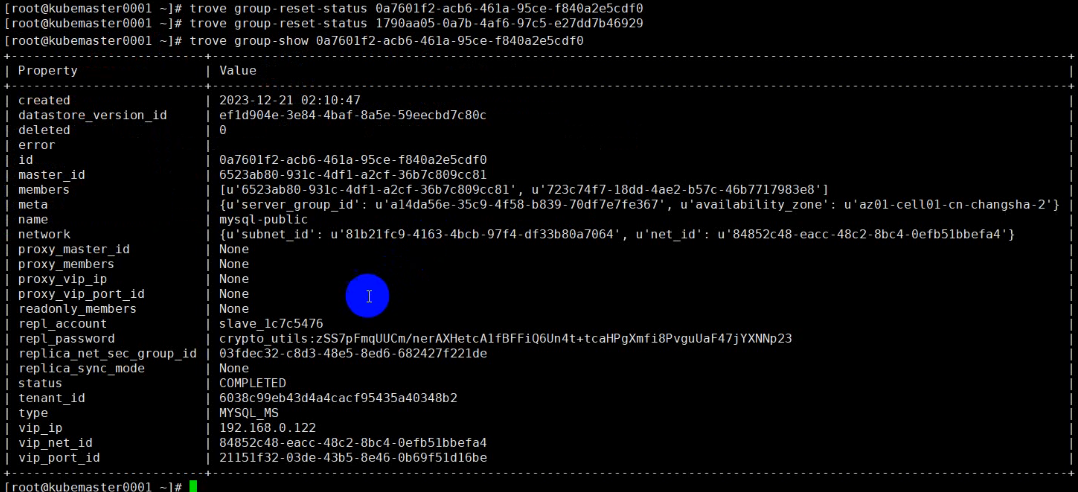 [root@kubemaster0001 ~]# trove group-reset-status 0a7601f2-acb6-461a-95ce-f840a2e5cdf0
[root@kubemaster0001 ~]# trove group-reset-status 1790aa05-0a7b-4af6-97c5-e27dd7b46929
[root@kubemaster0001 ~]# trove group-show 0a7601f2-acb6-461a-95ce-f840a2e5cdf0
| Property | Value |
| created | 2023-12-21 02:10:47
| datastore_version_id | ef1d904e-3e84-4baf-8a5e-59eecbd7c80c
| deleted | 0
| error |
| id | 0a7601f2-acb6-461a-95ce-f840a2e5cdf0
| master_id | 6523ab80-931c-4df1-a2cf-36b7c809cc81
| members | [u'6523ab80-931c-4df1-a2cf-36b7c809cc81', u'723c74f7-18dd-4ae2-b57c-46b7717983e8']
| meta | {u'server_group_id': u'a14da56e-35c9-4f58-b839-70df7e7fe367', u'availability_zone': u'az01-cell01-cn-changsha-2'} |
| name | mysql-public
| network | {u'subnet_id': u'81b21fc9-4163-4bcb-97f4-df33b80a7064', u'net_id': u'84852c48-eacc-48c2-8bc4-0efb51bbefa4'}
| proxy_master_id | None
| proxy_members | None
| proxy_vip_ip | None
| proxy_vip_port_id | None
| readonly_members | None
| repl_account | slave_1c7c5476
| repl_password | crypto_utils:zSS7pFmqUUCm/nerAXHetcA1fBFFiQ6Un4t+tcaHPgXmfi8PvguUaF47jYXNNp23
| replica_net_sec_group_id | 03fdec32-c8d3-48e5-8ed6-682427f221de
| replica_sync_mode | None
| status | COMPLETED
| tenant_id | 6038c99eb43d4a4cacf95435a40348b2
| type | MYSQL_MS
| vip_ip | 192.168.0.122
| vip_net_id | 84852c48-eacc-48c2-8bc4-0efb51bbefa4
| vip_port_id | 21151f32-03de-43b5-8e46-0b69f51d16be
[root@kubemaster0001 ~]#